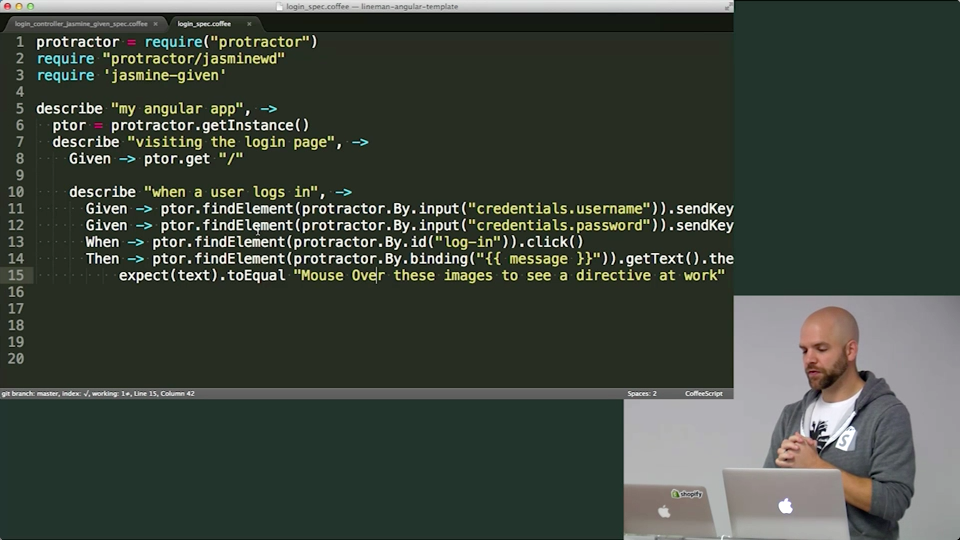 login_spec.coffee — lineman-angular-template
login_controller_jasmine_given_spec.coffee × login_spec.coffee ×
1 protractor = require("protractor")
2 require "protractor/jasminewd"
3 require 'jasmine-given'
4
5 describe "my angular app", ->
6 ptor = protractor.getInstance()
7 describe "visiting the login page", ->
8 Given -> ptor.get "/"
9
10 describe "when a user logs in", ->
11 Given -> ptor.findElement(protractor.By.input("credentials.username")).sendKey
12 Given -> ptor.findElement(protractor.By.input("credentials.password")).sendKey
13 When -> ptor.findElement(protractor.By.id("log-in")).click()
14 Then -> ptor.findElement(protractor.By.binding("{{ message }}")).getText().the
15 expect(text).toEqual "Mouse Over these images to see a directive at work"
16
17
18
19
20
git branch: master, index: √, working: 1≠, Line 15, Column 42 Spaces: 2 CoffeeScript
shopify